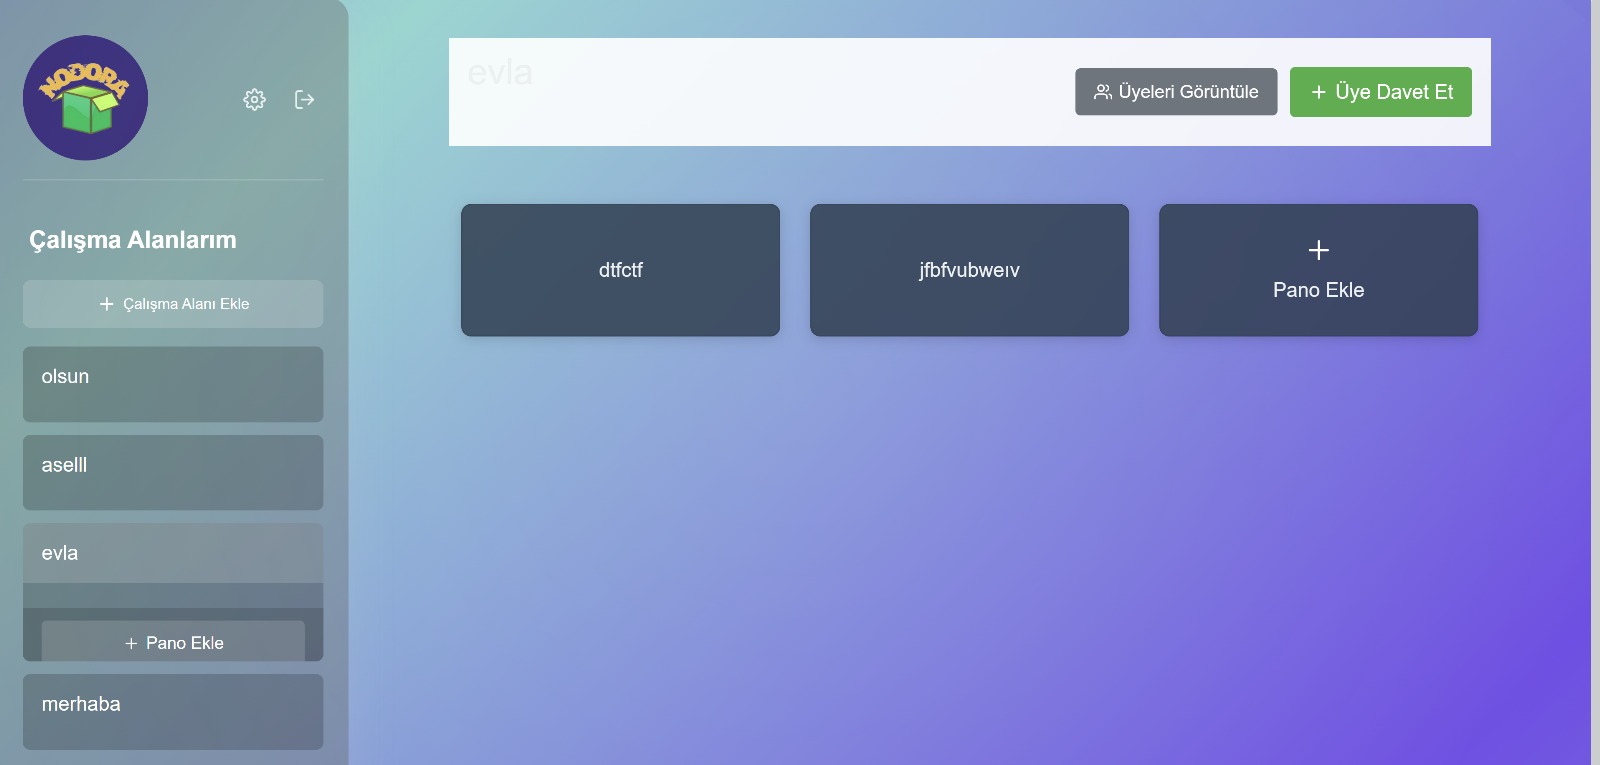 NODORA
Çalışma Alanlarım
+ Çalışma Alanı Ekle
olsun
aselll
evla
+ Pano Ekle
merhaba
evla
Üyeleri Görüntüle
+ Üye Davet Et
dtfctf
jfbfvubweıv
+
Pano Ekle